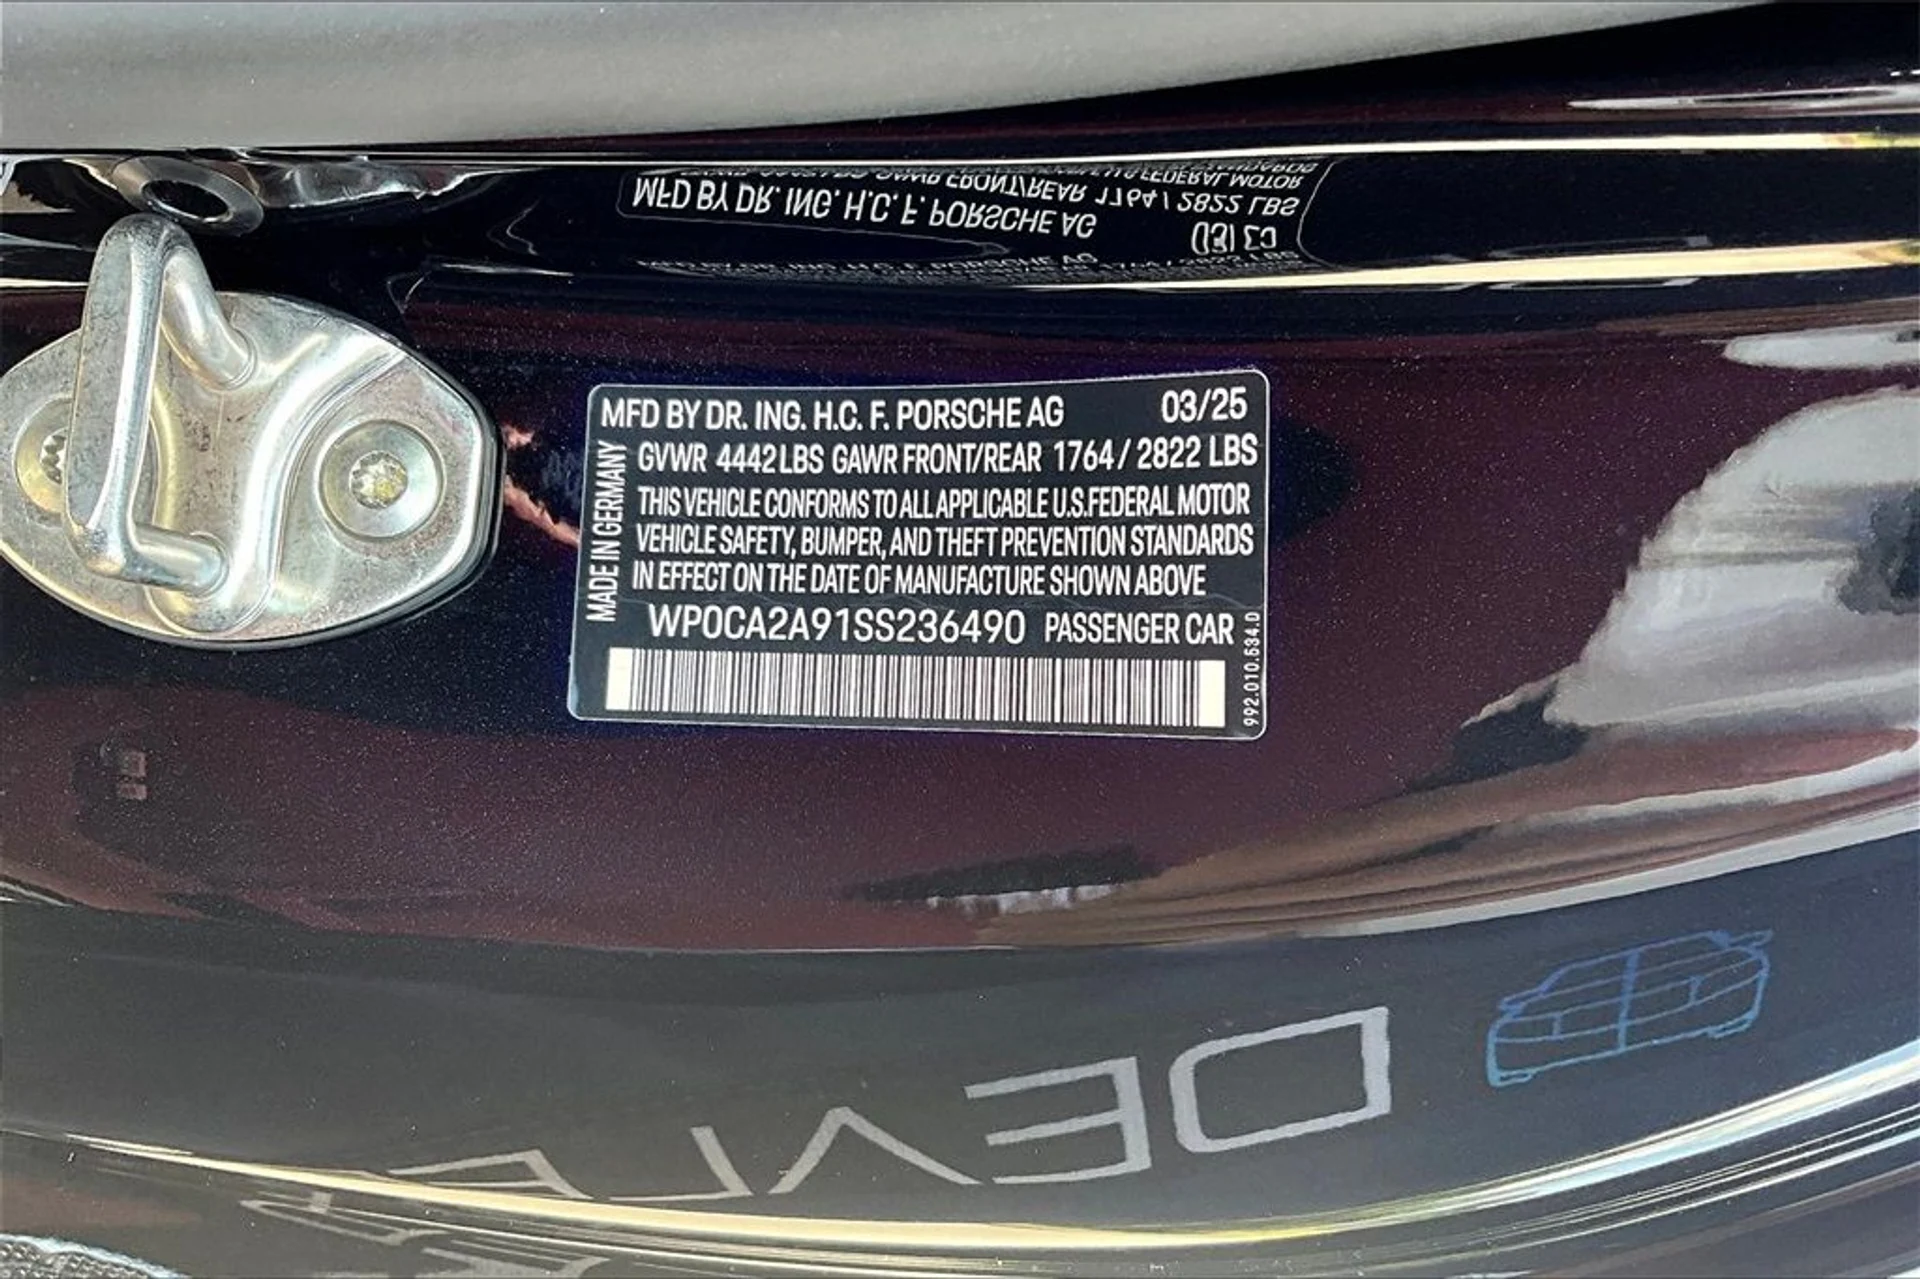 MFD BY DR. ING. H.C. F. PORSCHE AG 03/25
GVWR 4442 LBS GAWR FRONT/REAR 1764 / 2822 LBS
THIS VEHICLE CONFORMS TO ALL APPLICABLE U.S. FEDERAL MOTOR
VEHICLE SAFETY, BUMPER, AND THEFT PREVENTION STANDARDS
IN EFFECT ON THE DATE OF MANUFACTURE SHOWN ABOVE
WP0CA2A91SS236490 PASSENGER CAR
MADE IN GERMANY
992.010.634.0